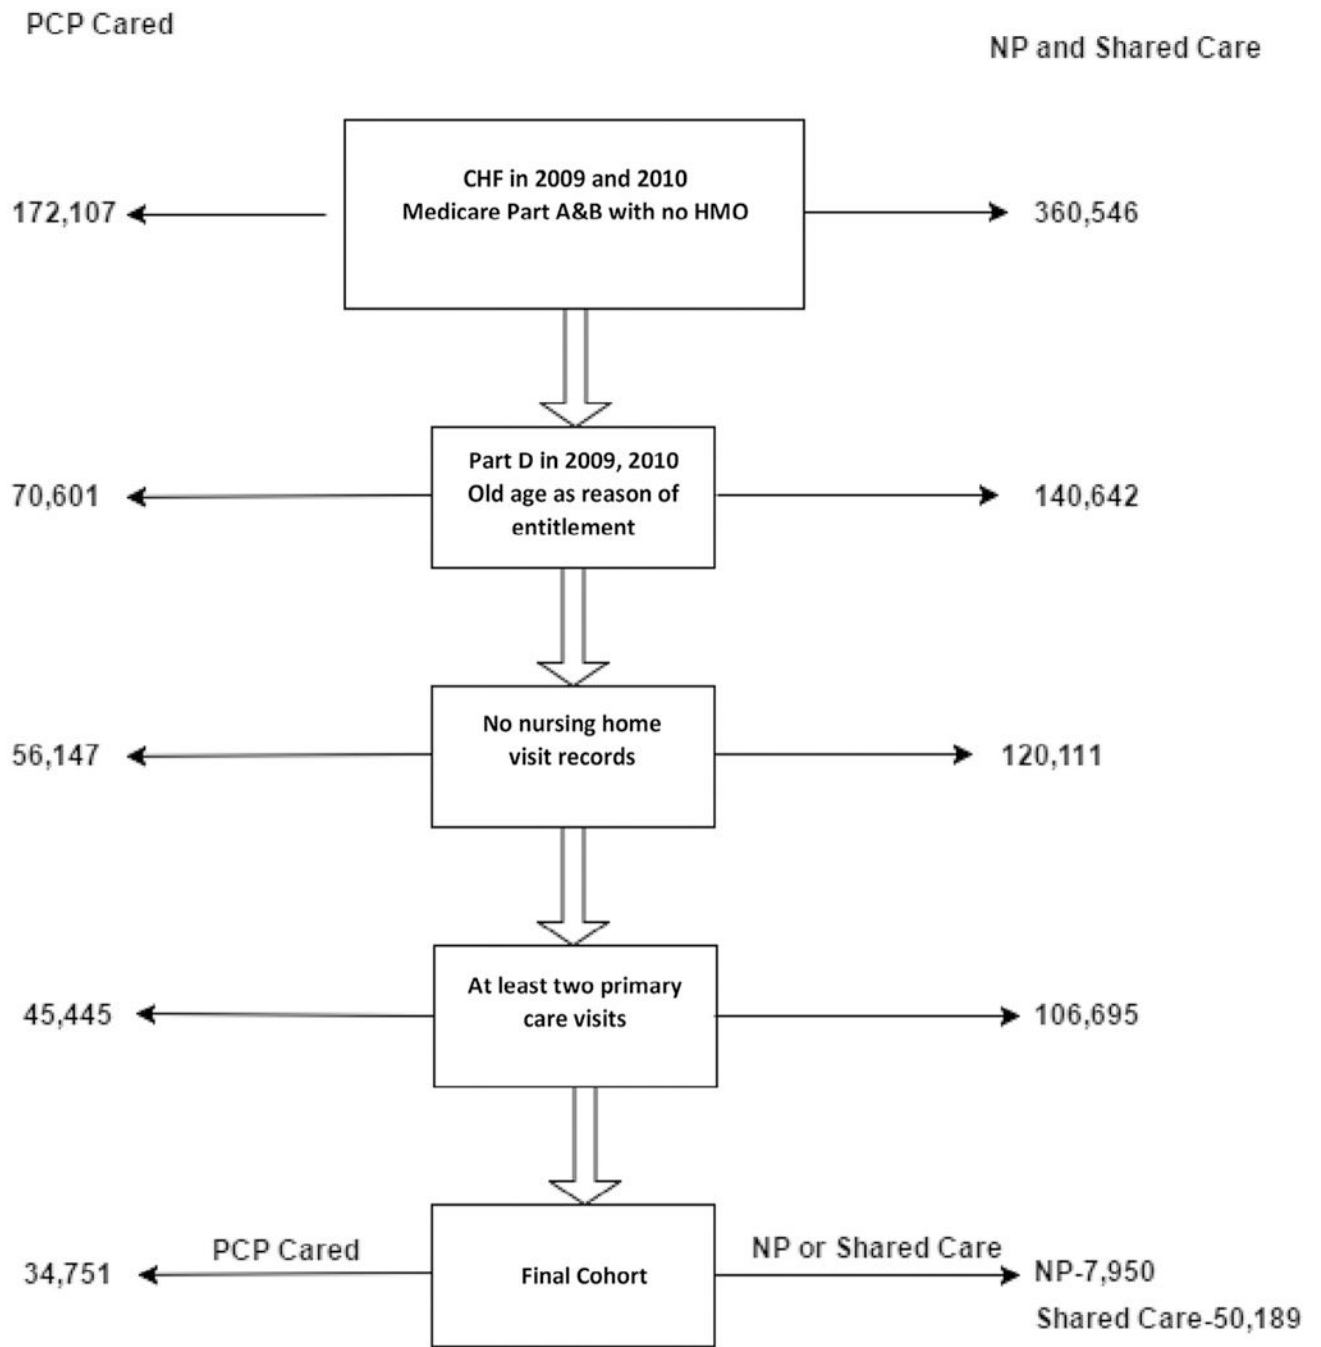 PCP Cared
NP and Shared Care
CHF in 2009 and 2010
Medicare Part A&B with no HMO
172,107
360,546
Part D in 2009, 2010
Old age as reason of
entitlement
70,601
140,642
No nursing home
visit records
56,147
120,111
At least two primary
care visits
45,445
106,695
PCP Cared
NP or Shared Care
34,751
Final Cohort
NP-7,950
Shared Care-50,189